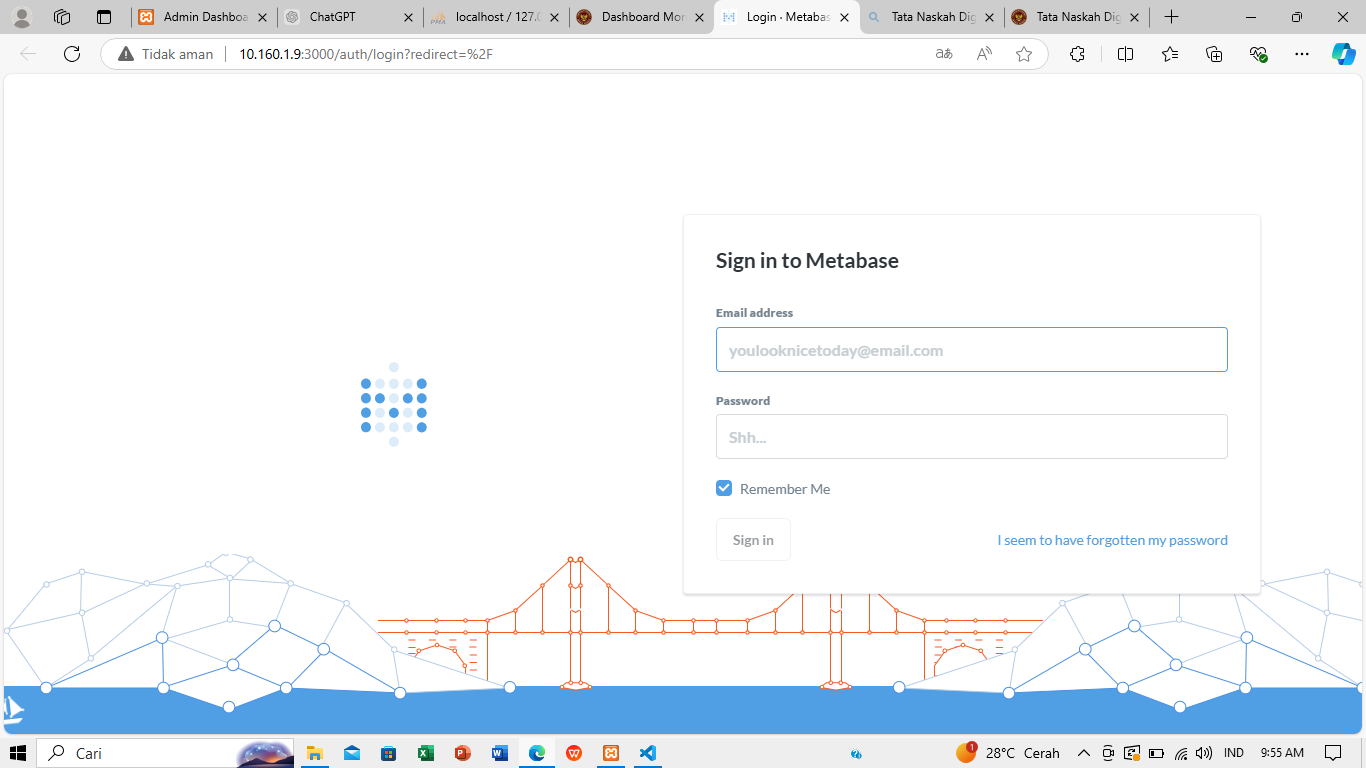 Admin Dashboa
ChatGPT
localhost / 127.0
Dashboard Mor
Login · Metabas
Tata Naskah Dig
Tata Naskah Dig
Tidak aman
10.160.1.9:3000/auth/login?redirect=%2F
Sign in to Metabase
Email address
youlooknicetoday@email.com
Password
Shh...
Remember Me
Sign in
I seem to have forgotten my password
Cari
1
28°C Cerah
IND
9:55 AM